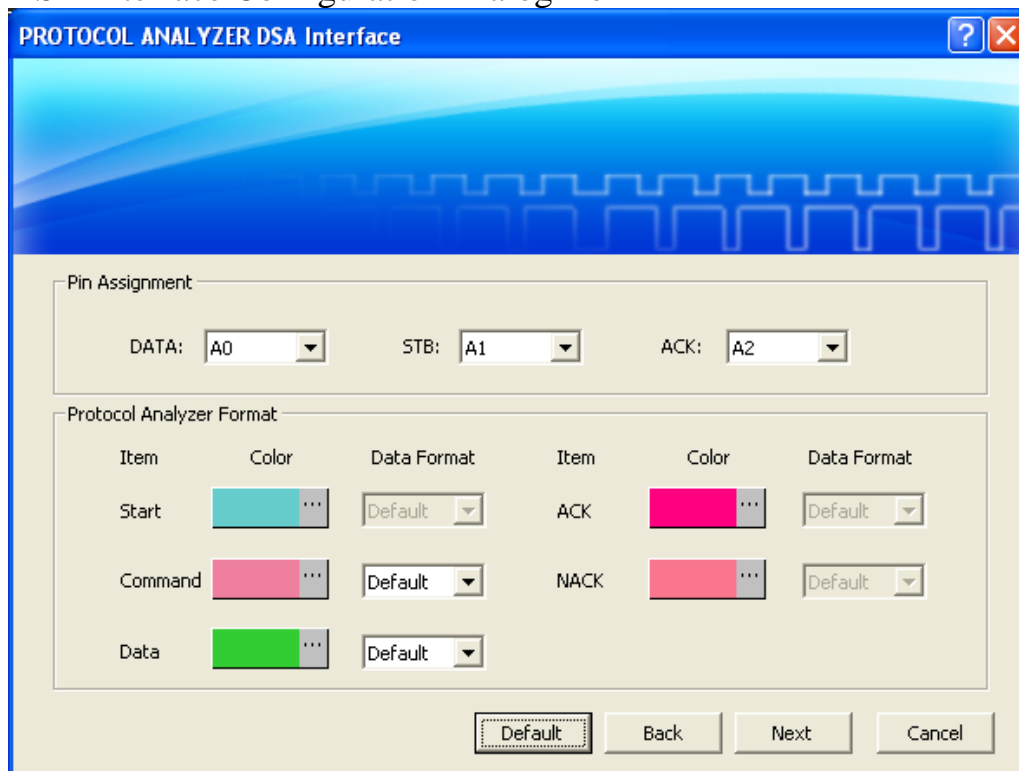 PROTOCOL ANALYZER DSA Interface
Pin Assignment
DATA: A0 STB: A1 ACK: A2
Protocol Analyzer Format
Item Color Data Format Item Color Data Format
Start ... Default ACK ... Default
Command ... Default NACK ... Default
Data ... Default
Default Back Next Cancel